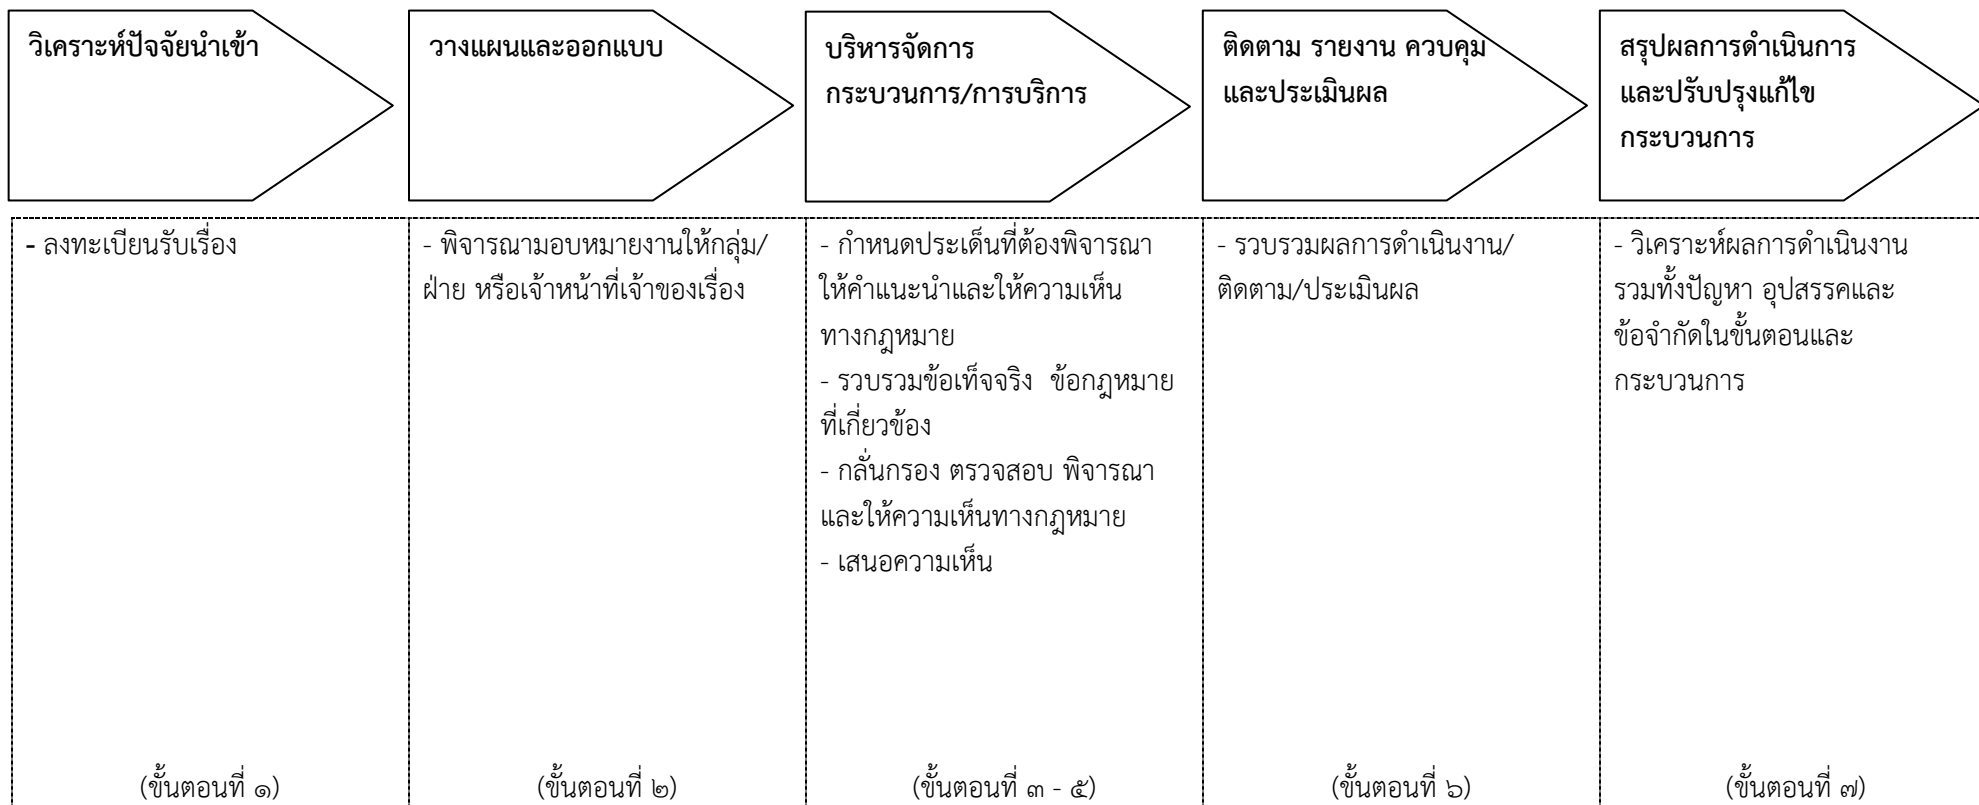 วิเคราะห์ปัจจัยนำเข้า
วางแผนและออกแบบ
บริหารจัดการ
กระบวนการ/การบริการ
ติดตาม รายงาน ควบคุม
และประเมินผล
สรุปผลการดำเนินการ
และปรับปรุงแก้ไข
กระบวนการ
- ลงทะเบียนรับเรื่อง
(ขั้นตอนที่ ๑)
- พิจารณามอบหมายงานให้กลุ่ม/
ฝ่าย หรือเจ้าหน้าที่เจ้าของเรื่อง
(ขั้นตอนที่ ๒)
- กำหนดประเด็นที่ต้องพิจารณา
ให้คำแนะนำและให้ความเห็น
ทางกฎหมาย
- รวบรวมข้อเท็จจริง  ข้อกฎหมาย
ที่เกี่ยวข้อง
- กลั่นกรอง ตรวจสอบ พิจารณา
และให้ความเห็นทางกฎหมาย
- เสนอความเห็น
(ขั้นตอนที่ ๓ - ๕)
- รวบรวมผลการดำเนินงาน/
ติดตาม/ประเมินผล
(ขั้นตอนที่ ๖)
- วิเคราะห์ผลการดำเนินงาน
รวมทั้งปัญหา อุปสรรคและ
ข้อจำกัดในขั้นตอนและ
กระบวนการ
(ขั้นตอนที่ ๗)